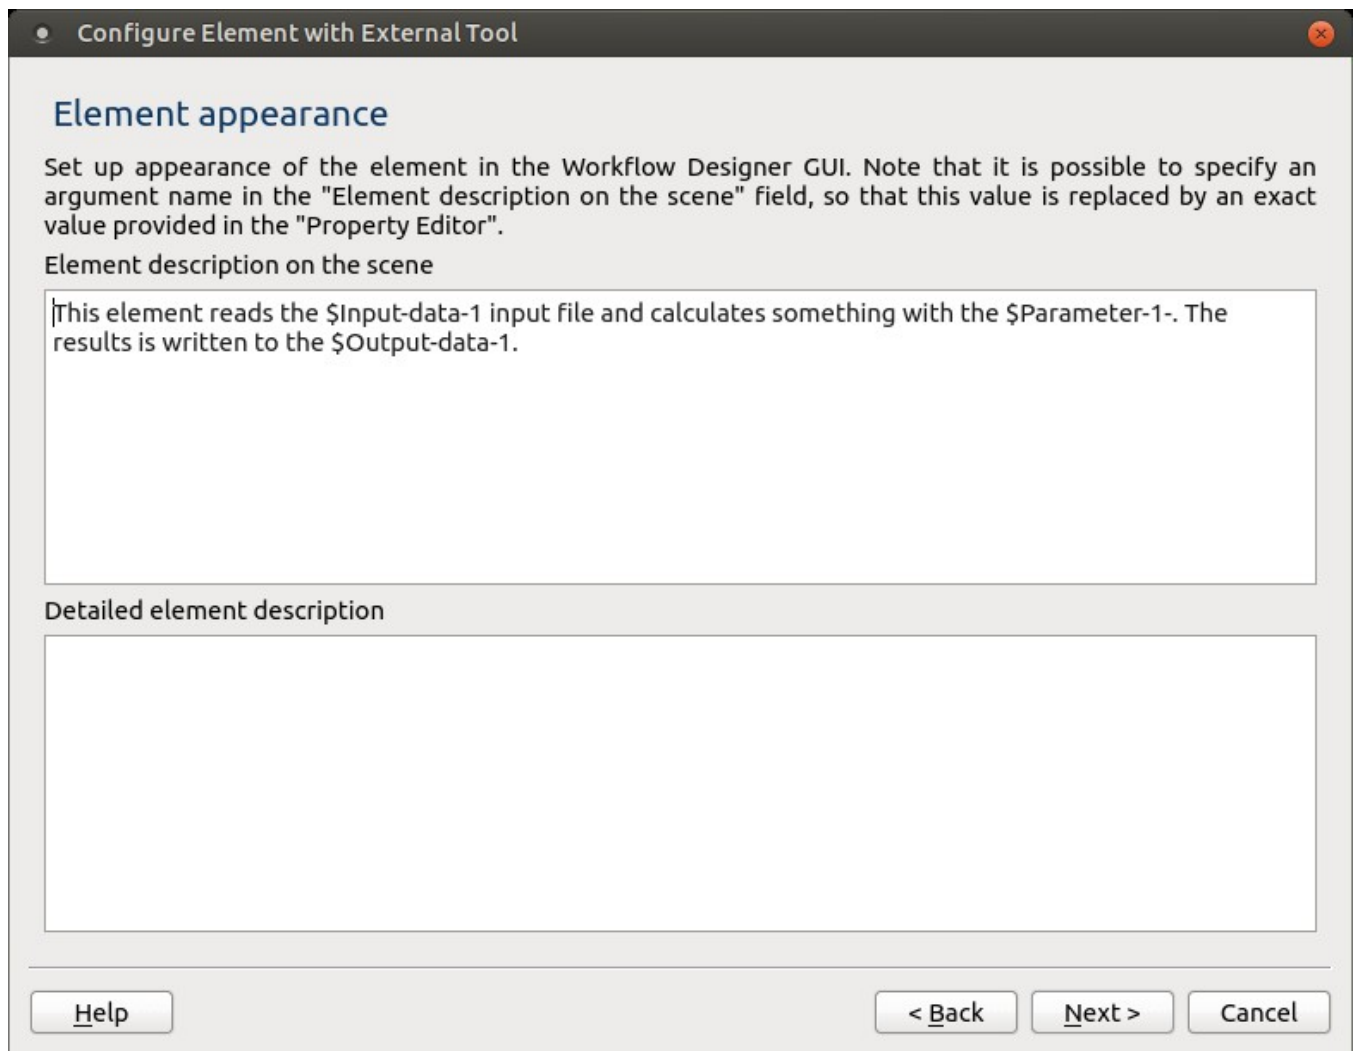 Configure Element with External Tool
Element appearance
Set up appearance of the element in the Workflow Designer GUI. Note that it is possible to specify an
argument name in the "Element description on the scene" field, so that this value is replaced by an exact
value provided in the "Property Editor".
Element description on the scene
This element reads the $Input-data-1 input file and calculates something with the $Parameter-1-. The
results is written to the $Output-data-1.
Detailed element description
Help
< Back
Next >
Cancel